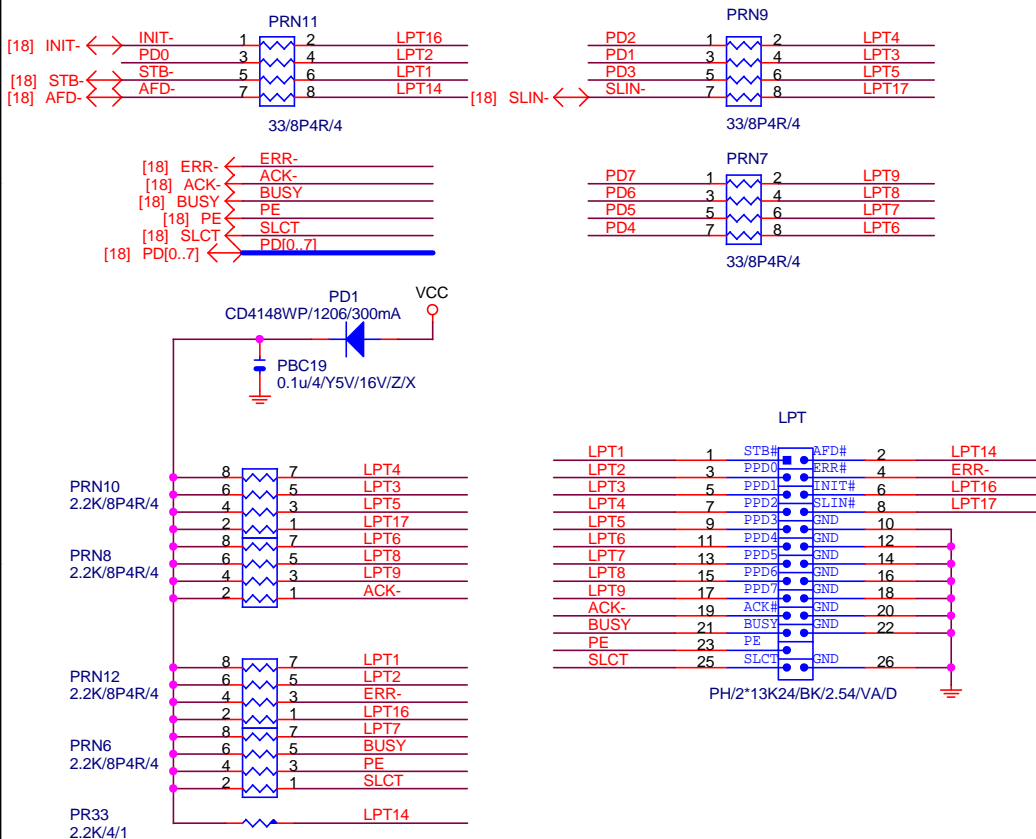 PRN11
[18] INIT- INIT- 1 2 LPT16
PD0 3 4 LPT2
[18] STB- STB- 5 6 LPT1
[18] AFD- AFD- 7 8 LPT14
33/8P4R/4
PRN9
PD2 1 2 LPT4
PD1 3 4 LPT3
PD3 5 6 LPT5
[18] SLIN- SLIN- 7 8 LPT17
33/8P4R/4
[18] ERR- ERR-
[18] ACK- ACK-
[18] BUSY BUSY
[18] PE PE
[18] SLCT SLCT
[18] PD[0..7] PD[0..7]
PRN7
PD7 1 2 LPT9
PD6 3 4 LPT8
PD5 5 6 LPT7
PD4 7 8 LPT6
33/8P4R/4
PD1 VCC
CD4148WP/1206/300mA
PBC19
0.1u/4/Y5V/16V/Z/X
PRN10
2.2K/8P4R/4
8 7 LPT4
6 5 LPT3
4 3 LPT5
2 1 LPT17
PRN8
2.2K/8P4R/4
8 7 LPT6
6 5 LPT8
4 3 LPT9
2 1 ACK-
PRN12
2.2K/8P4R/4
8 7 LPT1
6 5 LPT2
4 3 ERR-
2 1 LPT16
PRN6
2.2K/8P4R/4
8 7 LPT7
6 5 BUSY
4 3 PE
2 1 SLCT
PR33 LPT14
2.2K/4/1
LPT
LPT1 1 STB# AFD# 2 LPT14
LPT2 3 PPD0 ERR# 4 ERR-
LPT3 5 PPD1 INIT# 6 LPT16
LPT4 7 PPD2 SLIN# 8 LPT17
LPT5 9 PPD3 GND 10
LPT6 11 PPD4 GND 12
LPT7 13 PPD5 GND 14
LPT8 15 PPD6 GND 16
LPT9 17 PPD7 GND 18
ACK- 19 ACK# GND 20
BUSY 21 BUSY GND 22
PE 23 PE
SLCT 25 SLCT GND 26
PH/2*13K24/BK/2.54/VA/D